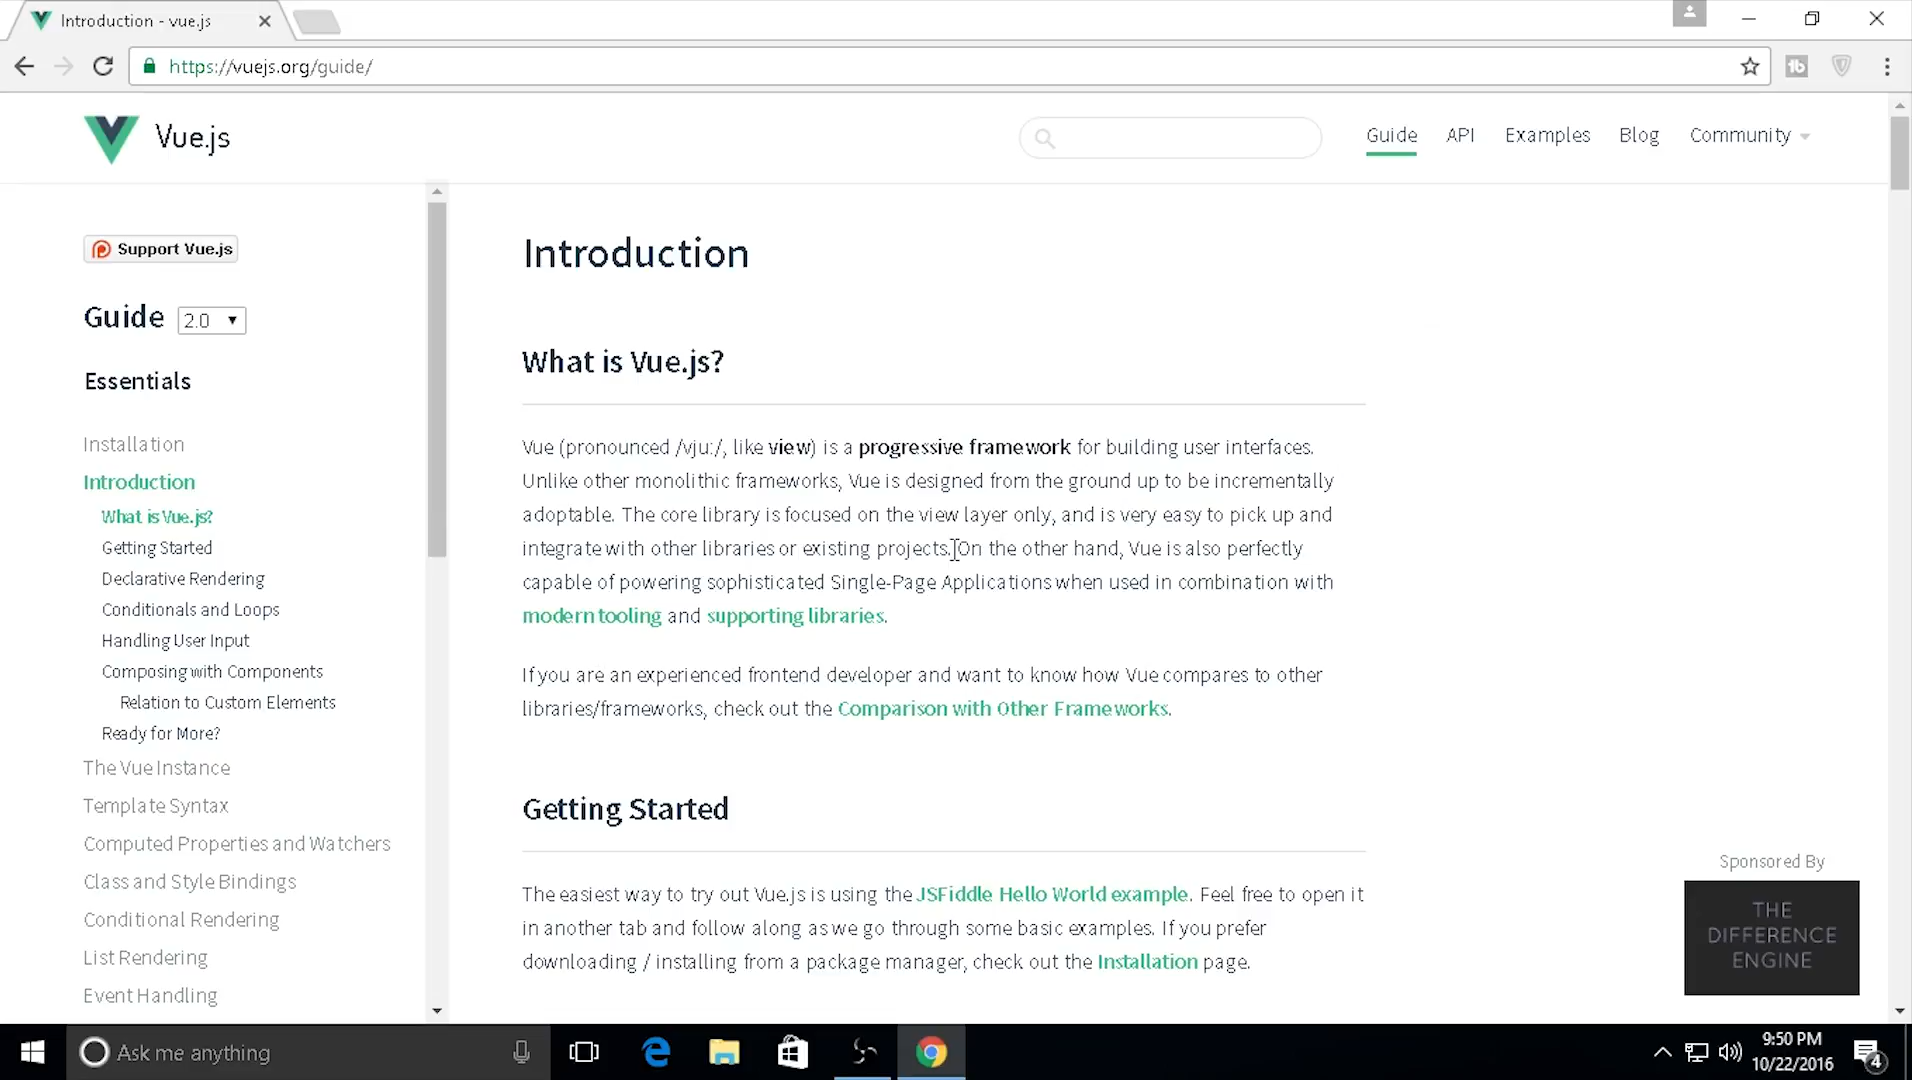 Introduction - vue.js
https://vuejs.org/guide/
Vue.js
Guide API Examples Blog Community
Support Vue.js
Guide 2.0
Essentials
Installation
Introduction
What is Vue.js?
Getting Started
Declarative Rendering
Conditionals and Loops
Handling User Input
Composing with Components
Relation to Custom Elements
Ready for More?
The Vue Instance
Template Syntax
Computed Properties and Watchers
Class and Style Bindings
Conditional Rendering
List Rendering
Event Handling
Introduction
What is Vue.js?
Vue (pronounced /vjuː/, like view) is a progressive framework for building user interfaces.
Unlike other monolithic frameworks, Vue is designed from the ground up to be incrementally
adoptable. The core library is focused on the view layer only, and is very easy to pick up and
integrate with other libraries or existing projects. On the other hand, Vue is also perfectly
capable of powering sophisticated Single-Page Applications when used in combination with
modern tooling and supporting libraries.
If you are an experienced frontend developer and want to know how Vue compares to other
libraries/frameworks, check out the Comparison with Other Frameworks.
Getting Started
The easiest way to try out Vue.js is using the JSFiddle Hello World example. Feel free to open it
in another tab and follow along as we go through some basic examples. If you prefer
downloading / installing from a package manager, check out the Installation page.
Sponsored By
THE
DIFFERENCE
ENGINE
Ask me anything
9:50 PM
10/22/2016
4